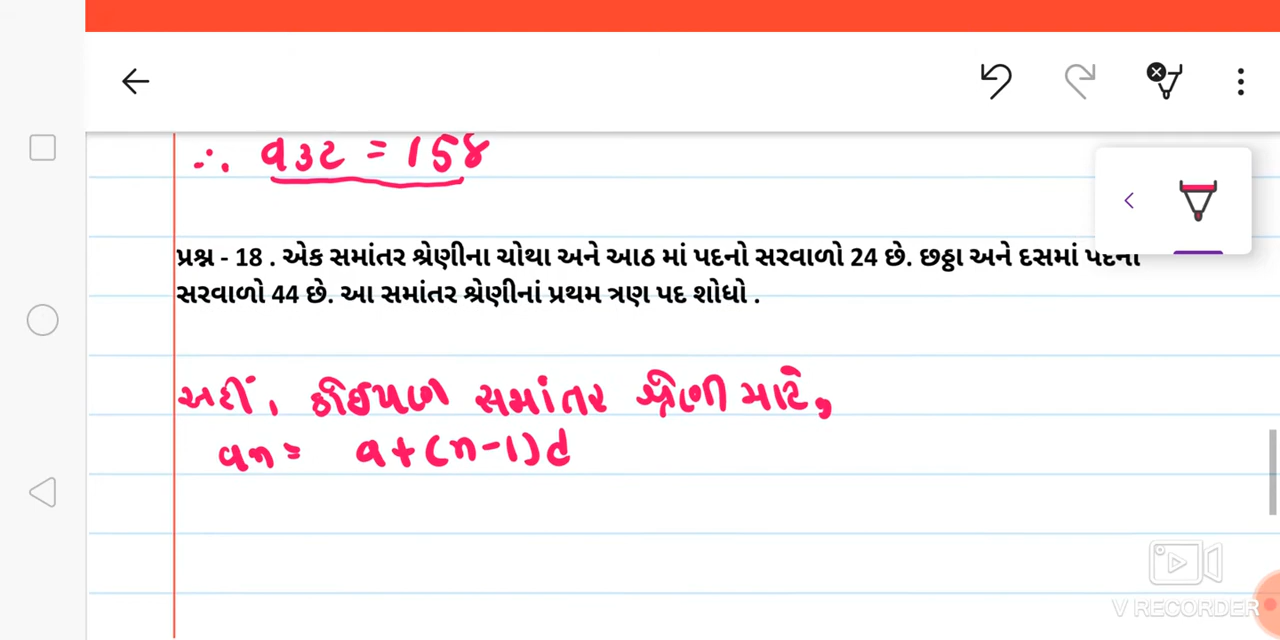 ∴ a૩૮ = 158
પ્રશ્ન - 18 . એક સમાંતર શ્રેણીના ચોથા અને આઠ માં પદનો સરવાળો 24 છે. છઠ્ઠા અને દસમાં પદના
સરવાળો 44 છે. આ સમાંતર શ્રેણીનાં પ્રથમ ત્રણ પદ શોધો .
અહીં, કોઈપણ સમાંતર શ્રેણી માટે,
an = a+(n-1)d
V RECORDER